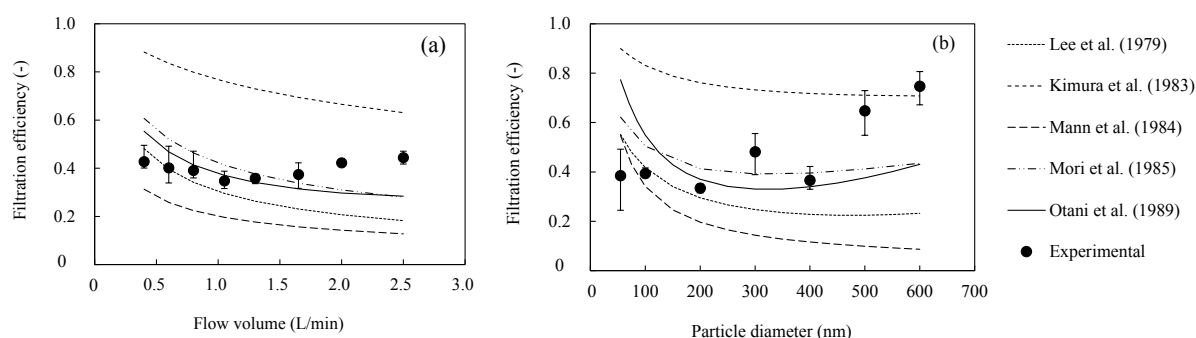 Filtration efficiency (-)
1.0
0.8
0.6
0.4
0.2
0
(a)
0
0.5
1.0
1.5
2.0
2.5
3.0
Flow volume (L/min)
Filtration efficiency (-)
1.0
0.8
0.6
0.4
0.2
0
(b)
0
100
200
300
400
500
600
700
Particle diameter (nm)
Lee et al. (1979)
Kimura et al. (1983)
Mann et al. (1984)
Mori et al. (1985)
Otani et al. (1989)
Experimental